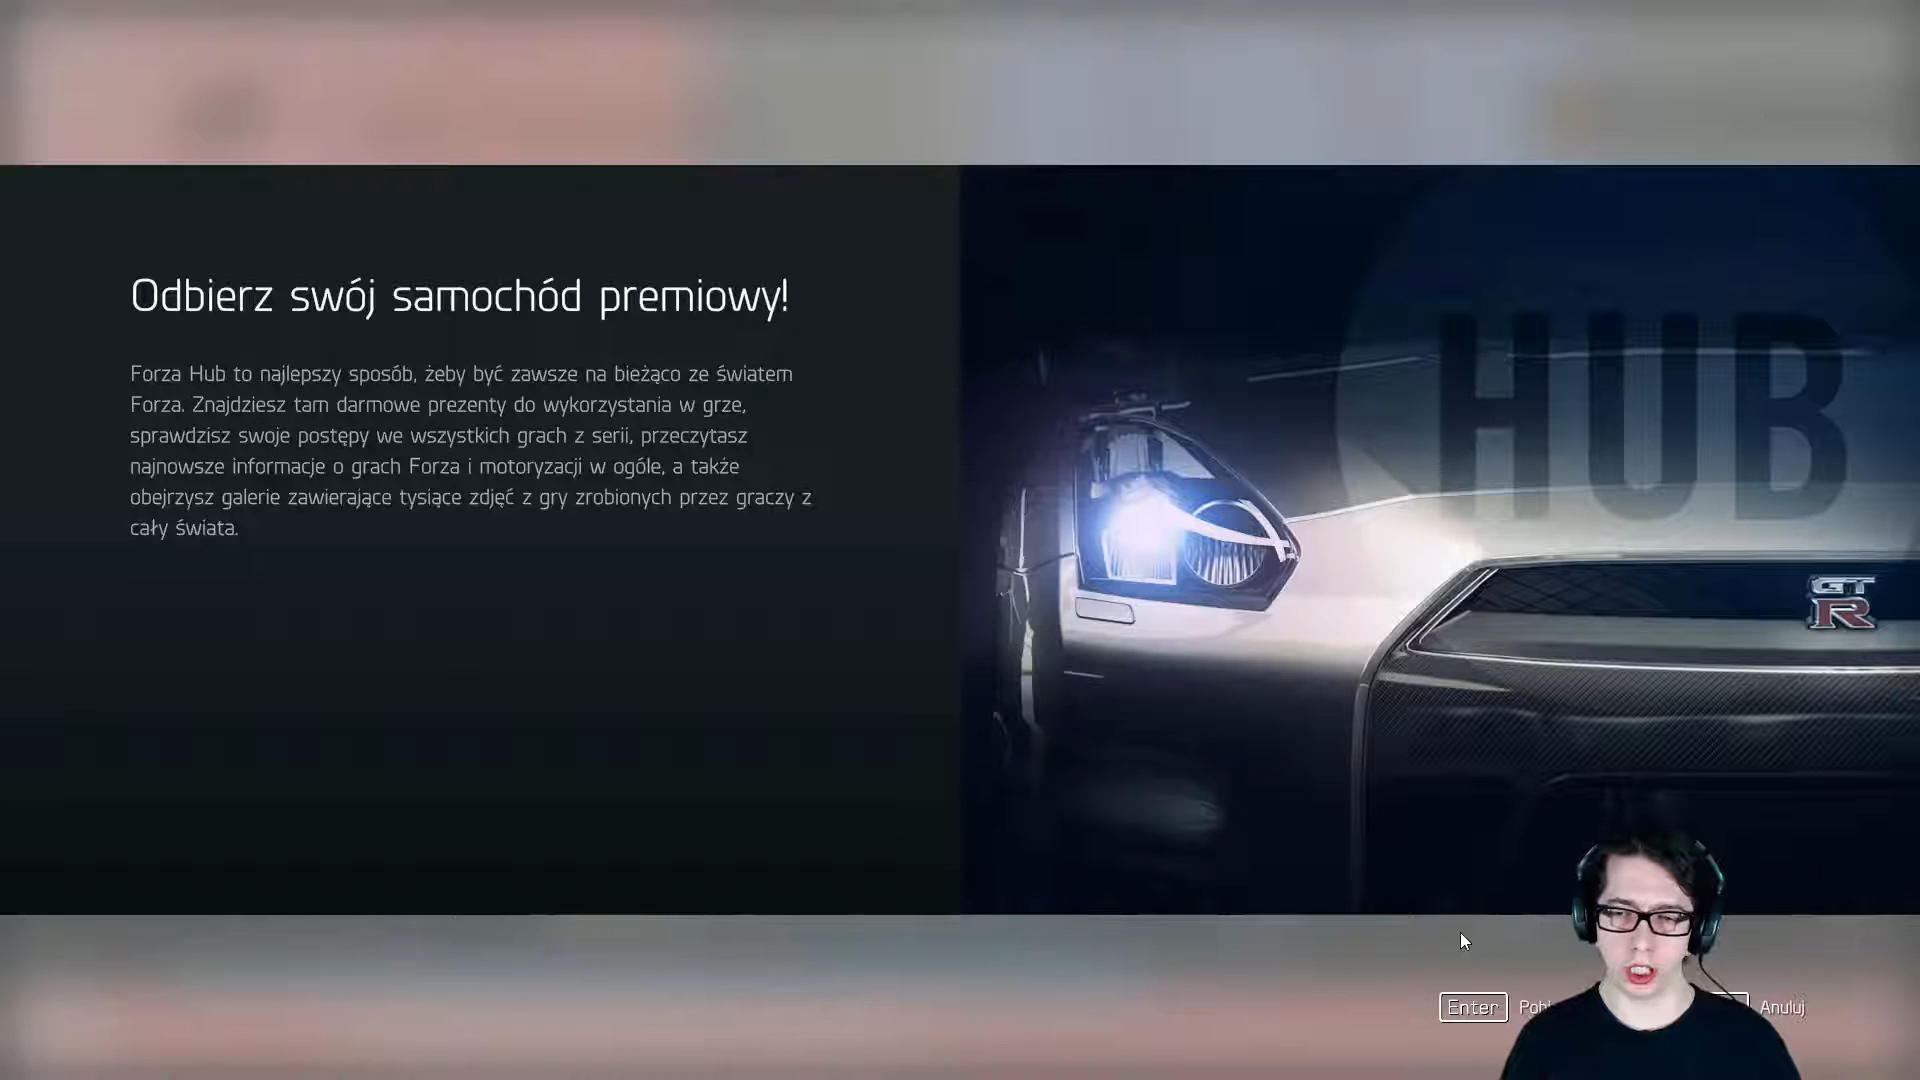 Odbierz swój samochód premiowy!
Forza Hub to najlepszy sposób, żeby być zawsze na bieżąco ze światem
Forza. Znajdziesz tam darmowe prezenty do wykorzystania w grze,
sprawdzisz swoje postępy we wszystkich grach z serii, przeczytasz
najnowsze informacje o grach Forza i motoryzacji w ogóle, a także
obejrzysz galerie zawierające tysiące zdjęć z gry zrobionych przez graczy z
cały świata.
HUB
GT
R
Enter Anuluj